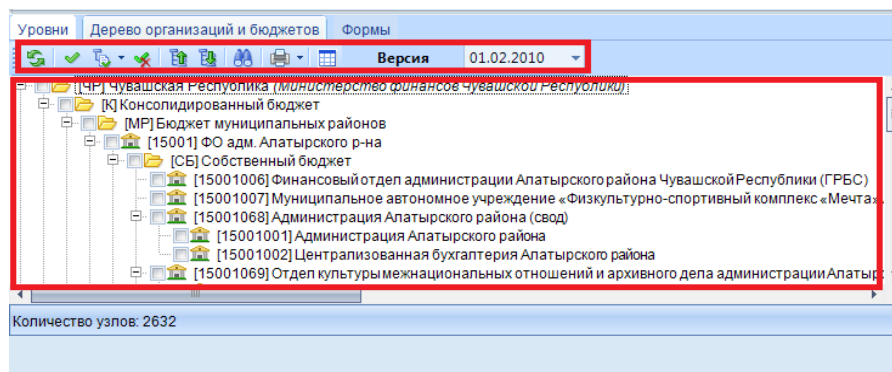 Уровни Дерево организаций и бюджетов Формы
Версия 01.02.2010
[ЧР] Чувашская Республика (Министерство финансов Чувашской Республики)
[К] Консолидированный бюджет
[МР] Бюджет муниципальных районов
[15001] ФО адм. Алатырского р-на
[СБ] Собственный бюджет
[15001006] Финансовый отдел администрации Алатырского района Чувашской Республики (ГРБС)
[15001007] Муниципальное автономное учреждение «Физкультурно-спортивный комплекс «Мечта»
[15001068] Администрация Алатырского района (свод)
[15001001] Администрация Алатырского района
[15001002] Централизованная бухгалтерия Алатырского района
[15001069] Отдел культуры межнациональных отношений и архивного дела администрации Алатыр
Количество узлов: 2632